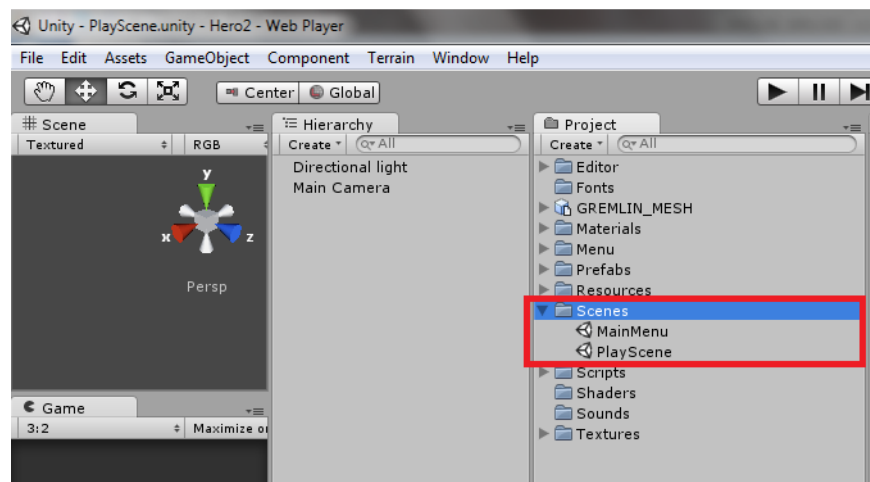 Unity - PlayScene.unity - Hero2 - Web Player
File Edit Assets GameObject Component Terrain Window Help
Center Global
# Scene
Textured RGB
y
x z
Persp
Game
3:2 Maximize
Hierarchy
Create All
Directional light
Main Camera
Project
Create All
Editor
Fonts
GREMLIN_MESH
Materials
Menu
Prefabs
Resources
Scenes
MainMenu
PlayScene
Scripts
Shaders
Sounds
Textures